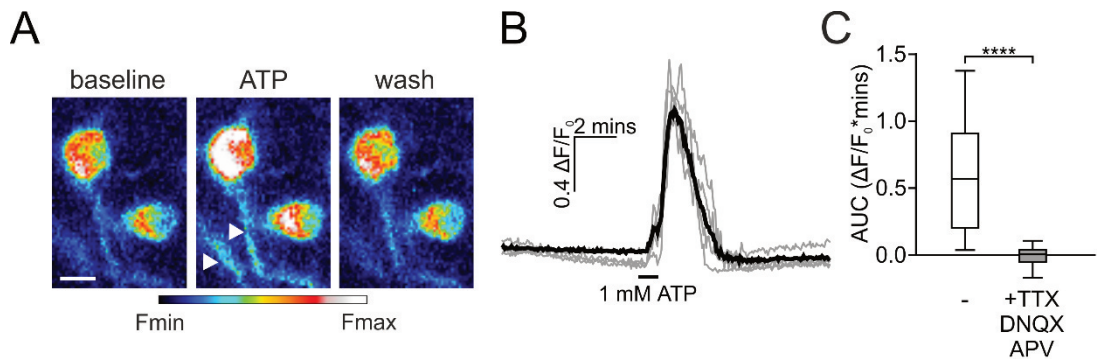 A
baseline ATP wash
Fmin Fmax
B
0.4 ΔF/F₀
2 mins
1 mM ATP
C
****
AUC (ΔF/F₀*mins)
1.5
1.0
0.5
0.0
- +TTX
DNQX
APV